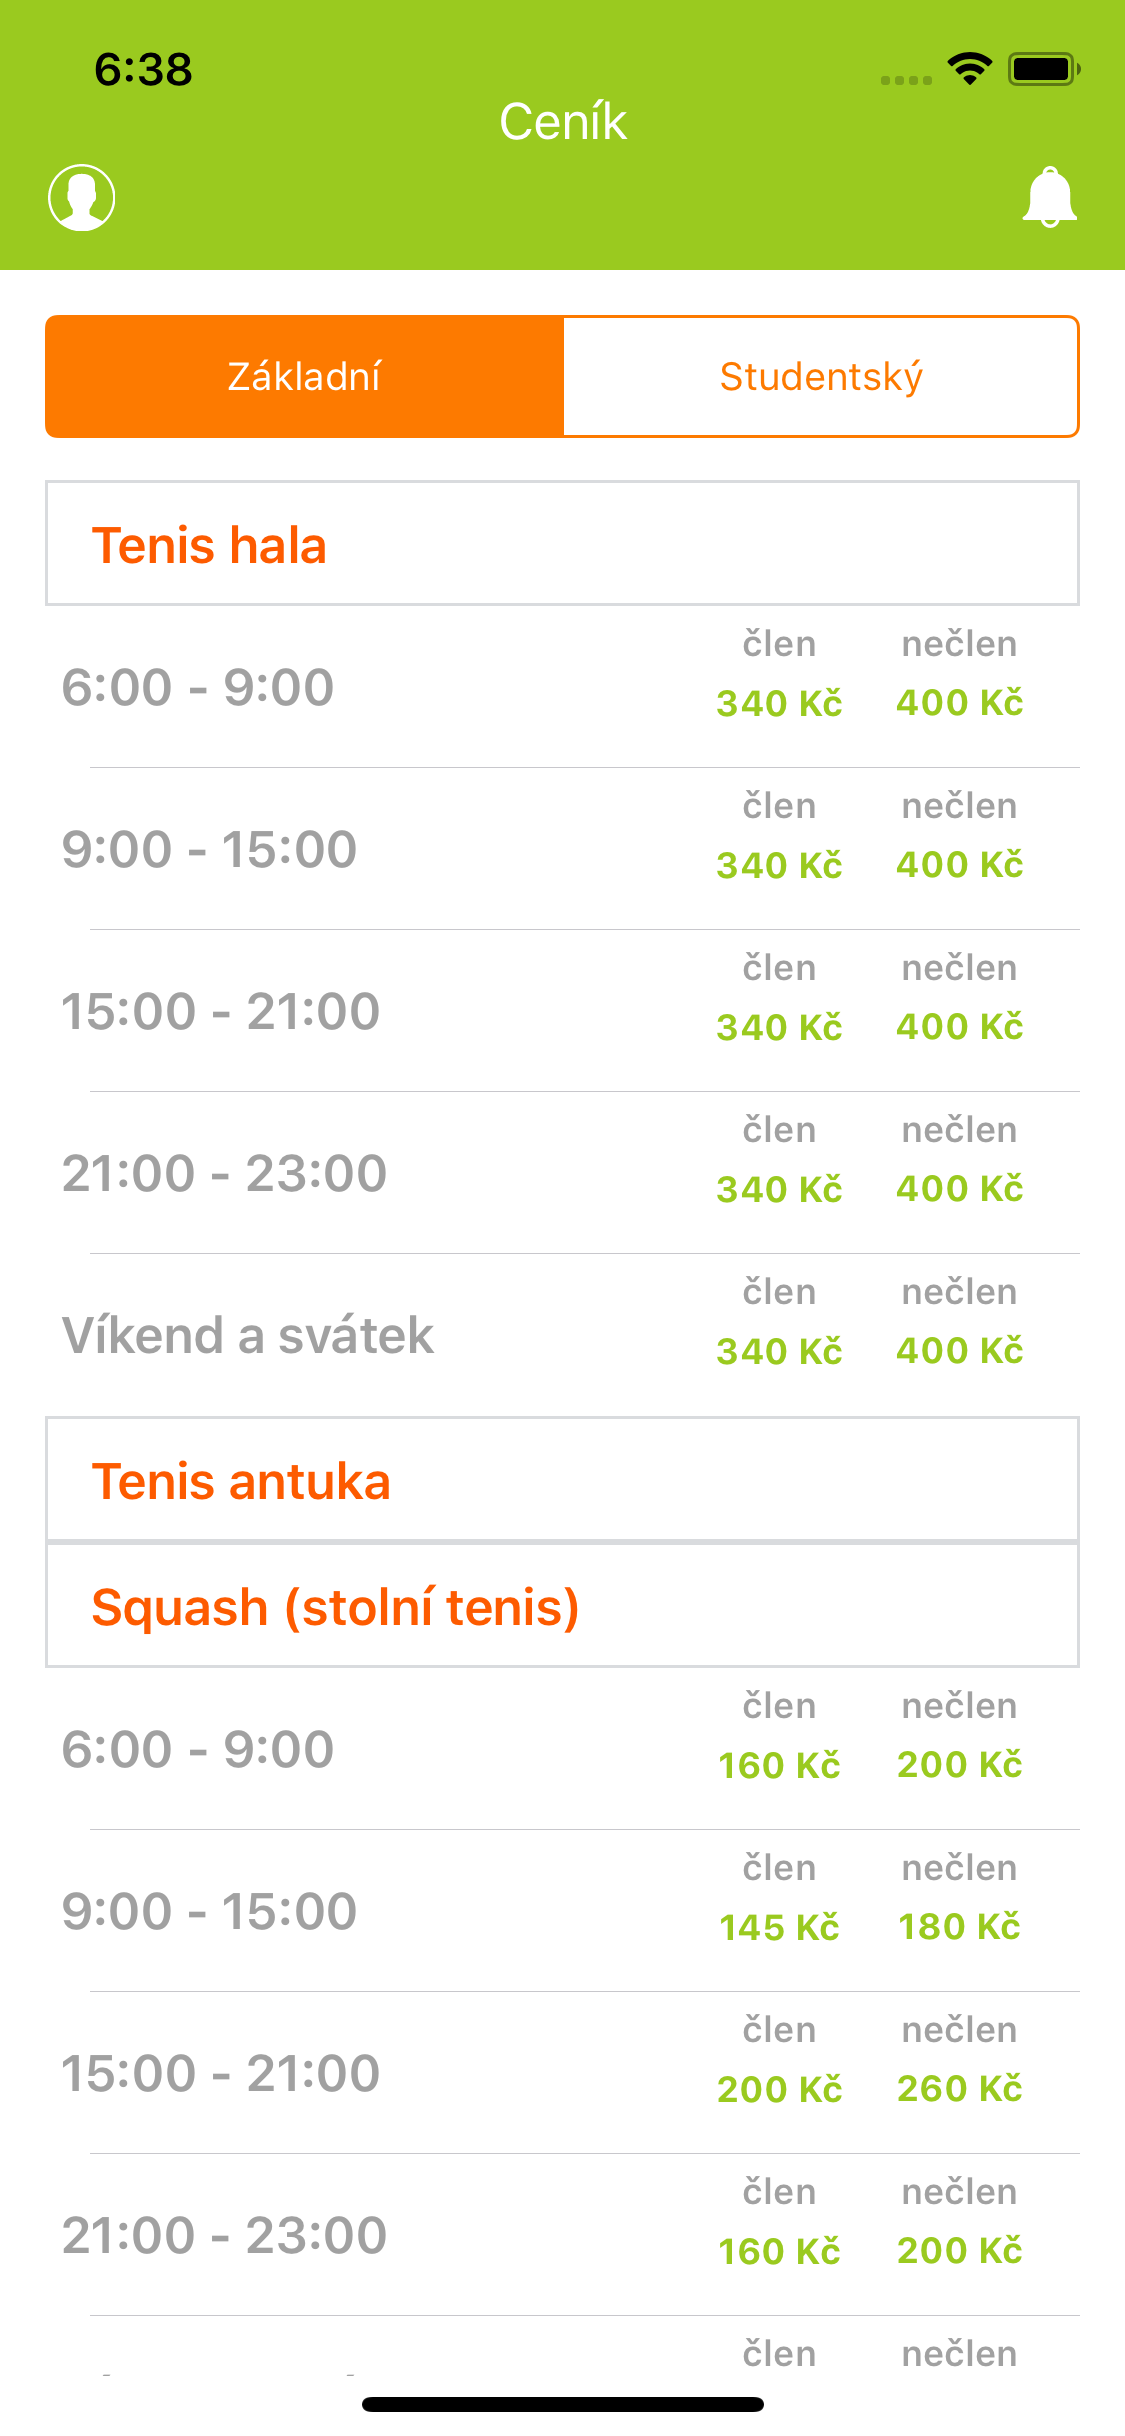 6:38
Ceník
Základní
Studentský
Tenis hala
člen nečlen
6:00 - 9:00
340 Kč 400 Kč
člen nečlen
9:00 - 15:00
340 Kč 400 Kč
člen nečlen
15:00 - 21:00
340 Kč 400 Kč
člen nečlen
21:00 - 23:00
340 Kč 400 Kč
člen nečlen
Víkend a svátek
340 Kč 400 Kč
Tenis antuka
Squash (stolní tenis)
člen nečlen
6:00 - 9:00
160 Kč 200 Kč
člen nečlen
9:00 - 15:00
145 Kč 180 Kč
člen nečlen
15:00 - 21:00
200 Kč 260 Kč
člen nečlen
21:00 - 23:00
160 Kč 200 Kč
člen nečlen